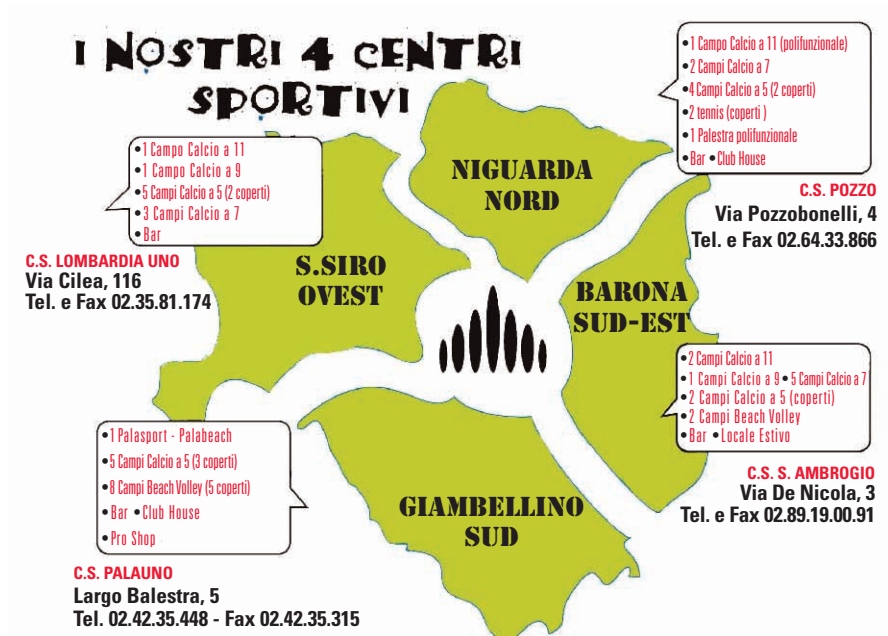 I NOSTRI 4 CENTRI
SPORTIVI
•1 Campo Calcio a 11
•1 Campo Calcio a 9
•5 Campi Calcio a 5 (2 coperti)
•3 Campi Calcio a 7
•Bar
C.S. LOMBARDIA UNO
Via Cilea, 116
Tel. e Fax 02.35.81.174
S.SIRO
OVEST
NIGUARDA
NORD
•1 Campo Calcio a 11 (polifunzionale)
•2 Campi Calcio a 7
•4 Campi Calcio a 5 (2 coperti)
•2 tennis (coperti )
•1 Palestra polifunzionale
•Bar •Club House
C.S. POZZO
Via Pozzobonelli, 4
Tel. e Fax 02.64.33.866
BARONA
SUD-EST
•2 Campi Calcio a 11
•1 Campi Calcio a 9 •5 Campi Calcio a 7
•2 Campi Calcio a 5 (coperti)
•2 Campi Beach Volley
•Bar •Locale Estivo
C.S. S. AMBROGIO
Via De Nicola, 3
Tel. e Fax 02.89.19.00.91
•1 Palasport - Palabeach
•5 Campi Calcio a 5 (3 coperti)
•8 Campi Beach Volley (5 coperti)
•Bar •Club House
•Pro Shop
C.S. PALAUNO
Largo Balestra, 5
Tel. 02.42.35.448 - Fax 02.42.35.315
GIAMBELLINO
SUD